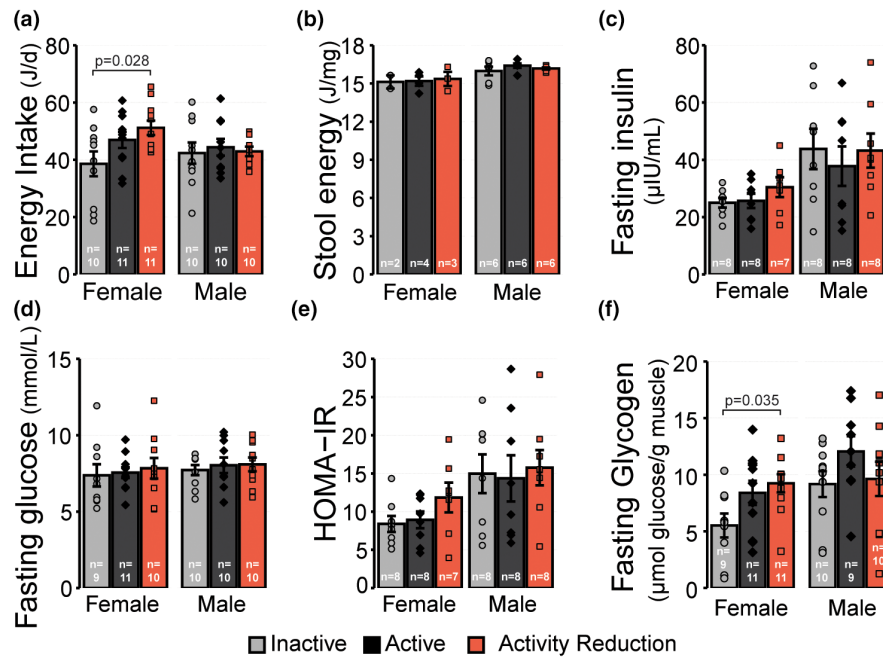 (a)
Energy Intake (J/d)
80
60
40
20
0
p=0.028
n=
10
n=
11
n=
11
n=
10
n=
10
n=
10
Female
Male
(b)
Stool energy (J/mg)
18
15
12
9
6
3
0
n=2
n=4
n=3
n=6
n=6
n=6
Female
Male
(c)
Fasting insulin
(µIU/mL)
80
60
40
20
0
n=8
n=8
n=7
n=8
n=8
n=8
Female
Male
(d)
Fasting glucose (mmol/L)
15
10
5
0
n=
9
n=
11
n=
10
n=
10
n=
10
n=
10
Female
Male
(e)
HOMA−IR
30
25
20
15
10
5
0
n=8
n=8
n=7
n=8
n=8
n=8
Female
Male
(f)
Fasting Glycogen
(µmol glucose/g muscle)
20
15
10
5
0
p=0.035
n=
9
n=
11
n=
11
n=
10
n=
9
n=
10
Female
Male
Inactive
Active
Activity Reduction